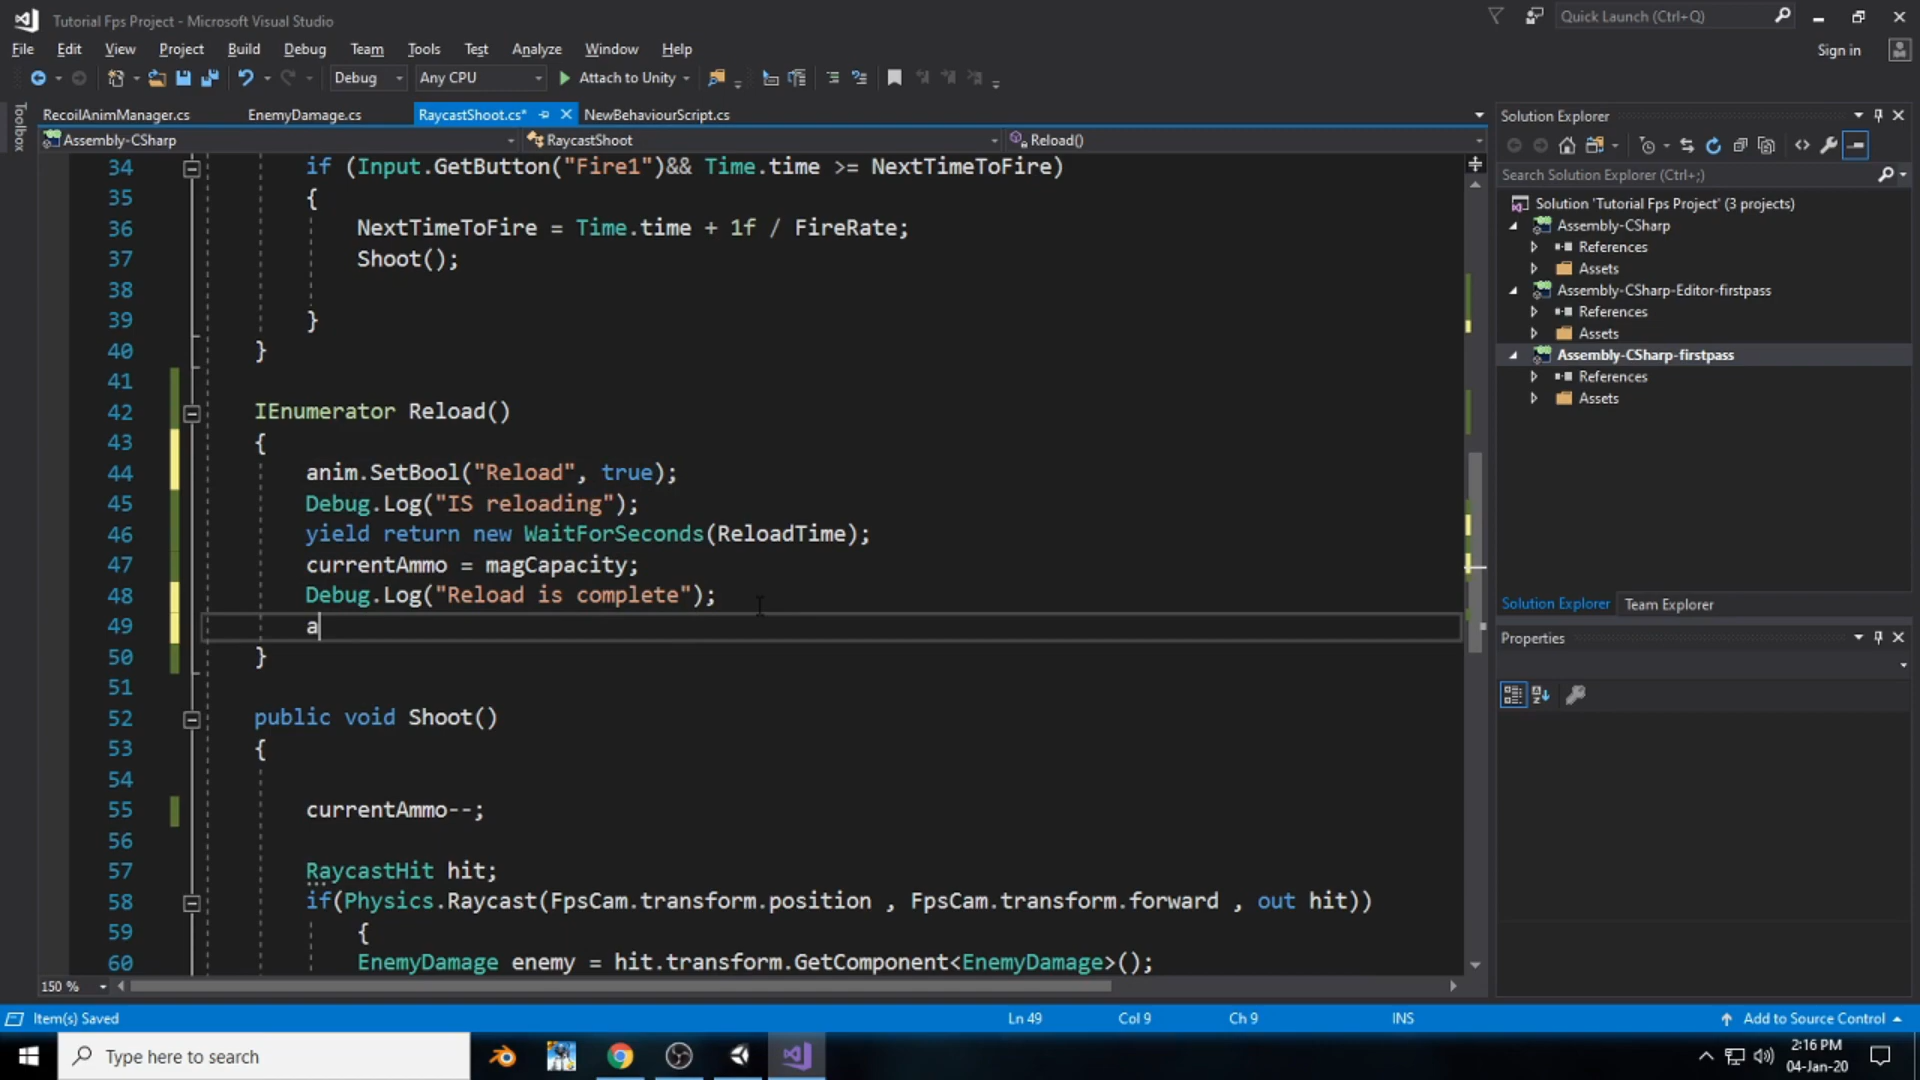 Tutorial Fps Project - Microsoft Visual Studio
Quick Launch (Ctrl+Q)
File Edit View Project Build Debug Team Tools Test Analyze Window Help
Sign in
Debug Any CPU Attach to Unity
Toolbox
RecoilAnimManager.cs EnemyDamage.cs RaycastShoot.cs* NewBehaviourScript.cs
Assembly-CSharp RaycastShoot Reload()
34 if (Input.GetButton("Fire1")&& Time.time >= NextTimeToFire)
35 {
36 NextTimeToFire = Time.time + 1f / FireRate;
37 Shoot();
38
39 }
40 }
41
42 IEnumerator Reload()
43 {
44 anim.SetBool("Reload", true);
45 Debug.Log("IS reloading");
46 yield return new WaitForSeconds(ReloadTime);
47 currentAmmo = magCapacity;
48 Debug.Log("Reload is complete");
49 a
50 }
51
52 public void Shoot()
53 {
54
55 currentAmmo--;
56
57 RaycastHit hit;
58 if(Physics.Raycast(FpsCam.transform.position , FpsCam.transform.forward , out hit))
59 {
60 EnemyDamage enemy = hit.transform.GetComponent<EnemyDamage>();
150 %
Solution Explorer
Search Solution Explorer (Ctrl+;)
Solution 'Tutorial Fps Project' (3 projects)
Assembly-CSharp
References
Assets
Assembly-CSharp-Editor-firstpass
References
Assets
Assembly-CSharp-firstpass
References
Assets
Solution Explorer Team Explorer
Properties
Item(s) Saved Ln 49 Col 9 Ch 9 INS Add to Source Control
Type here to search
2:16 PM
04-Jan-20